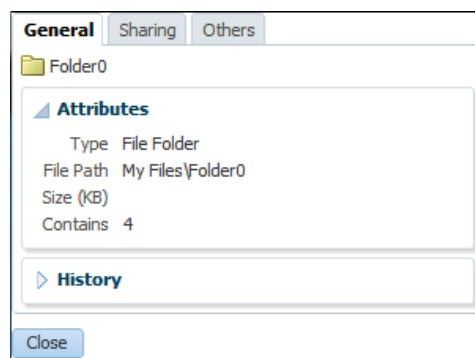 General Sharing Others
Folder0
Attributes
Type File Folder
File Path My Files\Folder0
Size (KB)
Contains 4
History
Close